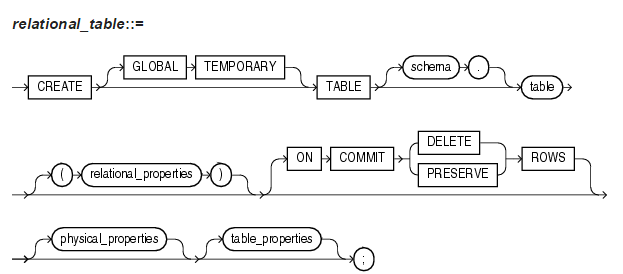 relational_table::=
GLOBAL TEMPORARY schema .
CREATE TABLE table
( relational_properties ) ON COMMIT DELETE ROWS
PRESERVE
physical_properties table_properties ;